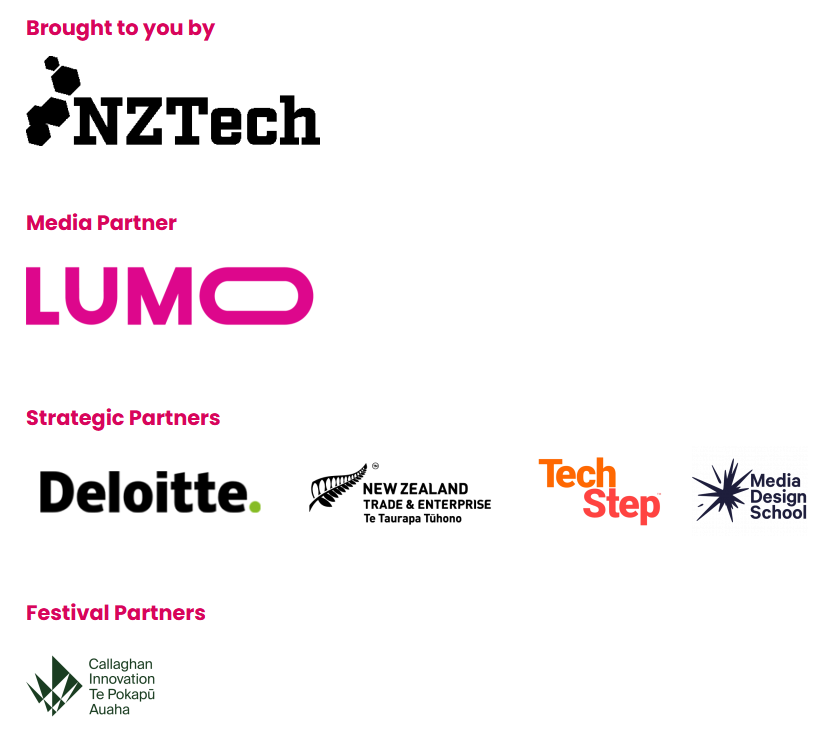 Brought to you by
NZTech
Media Partner
LUMO
Strategic Partners
Deloitte.
NEW ZEALAND
TRADE & ENTERPRISE
Te Taurapa Tūhono
Tech
Step
Media
Design
School
Festival Partners
Callaghan
Innovation
Te Pokapū
Auaha